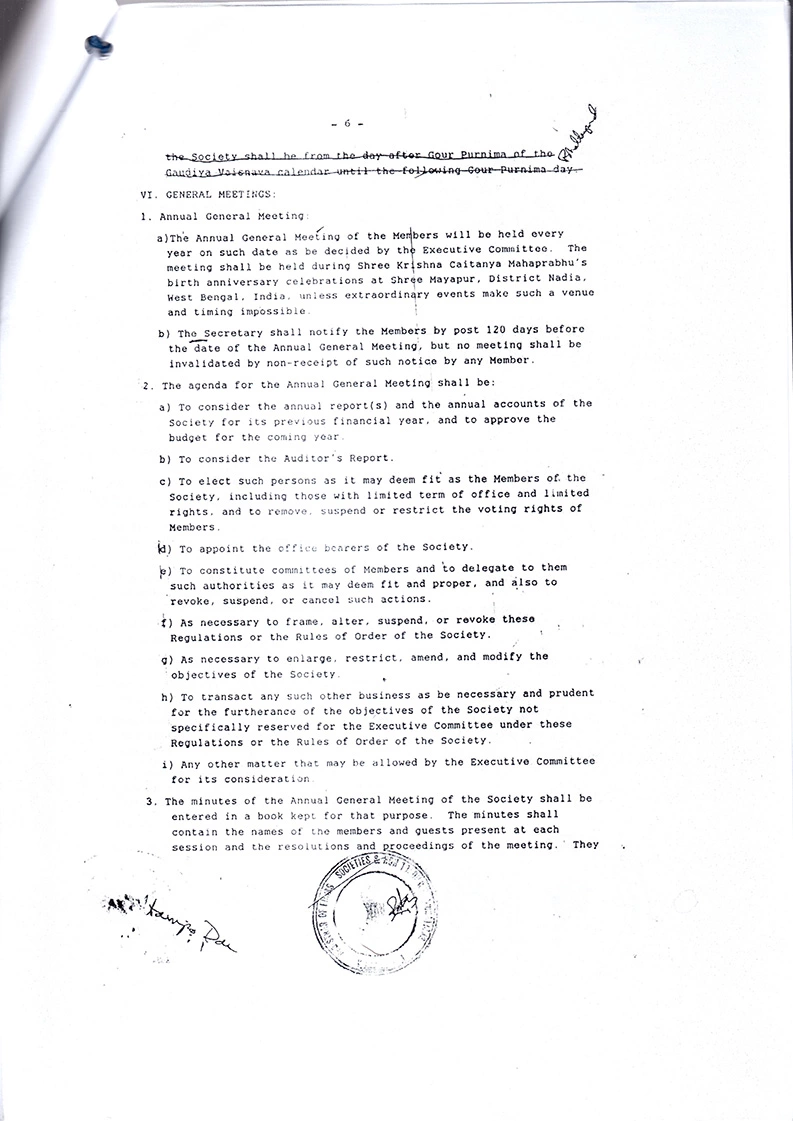 - 6 -
the Society shall be from the day after Gour Purnima of the
Gaudiya Vaisnava calendar until the following Gour Purnima day.
VI. GENERAL MEETINGS:
1. Annual General Meeting:
a)The Annual General Meeting of the Members will be held every
year on such date as be decided by the Executive Committee. The
meeting shall be held during Shree Krishna Caitanya Mahaprabhu's
birth anniversary celebrations at Shree Mayapur, District Nadia,
West Bengal, India, unless extraordinary events make such a venue
and timing impossible.
b) The Secretary shall notify the Members by post 120 days before
the date of the Annual General Meeting, but no meeting shall be
invalidated by non-receipt of such notice by any Member.
2. The agenda for the Annual General Meeting shall be:
a) To consider the annual report(s) and the annual accounts of the
Society for its previous financial year, and to approve the
budget for the coming year.
b) To consider the Auditor's Report.
c) To elect such persons as it may deem fit as the Members of the
Society, including those with limited term of office and limited
rights, and to remove, suspend or restrict the voting rights of
Members.
d) To appoint the office bearers of the Society.
e) To constitute committees of Members and to delegate to them
such authorities as it may deem fit and proper, and also to
revoke, suspend, or cancel such actions.
f) As necessary to frame, alter, suspend, or revoke these
Regulations or the Rules of Order of the Society.
g) As necessary to enlarge, restrict, amend, and modify the
objectives of the Society.
h) To transact any such other business as be necessary and prudent
for the furtherance of the objectives of the Society not
specifically reserved for the Executive Committee under these
Regulations or the Rules of Order of the Society.
i) Any other matter that may be allowed by the Executive Committee
for its consideration.
3. The minutes of the Annual General Meeting of the Society shall be
entered in a book kept for that purpose. The minutes shall
contain the names of the members and guests present at each
session and the resolutions and proceedings of the meeting. They
SOCIETIES &